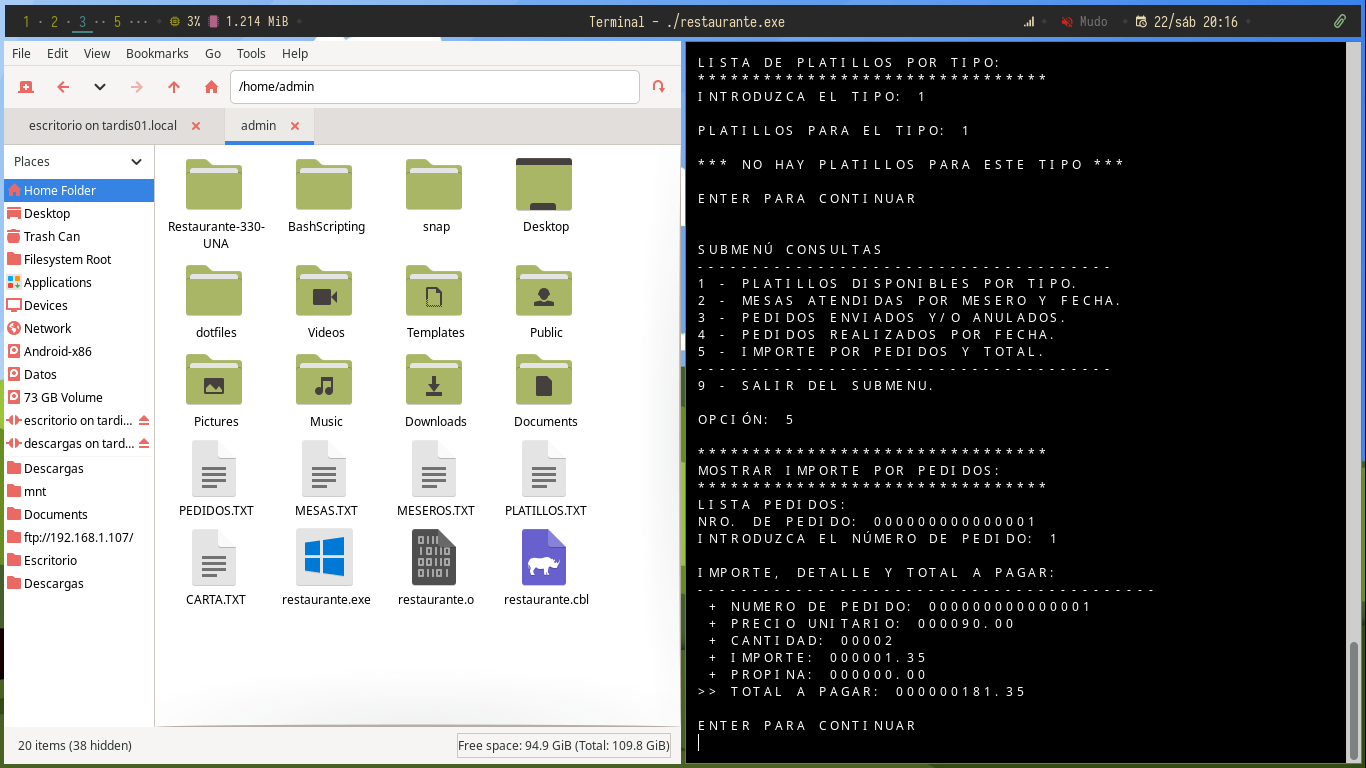 1 · 2 · 3 ·· 5 ··· · 3% 1.214 MiB ·
Terminal - ./restaurante.exe
Mudo · 22/sáb 20:16
File Edit View Bookmarks Go Tools Help
/home/admin
escritorio on tardis01.local
admin
Places
Home Folder
Desktop
Trash Can
Filesystem Root
Applications
Devices
Network
Android-x86
Datos
73 GB Volume
escritorio on tardi...
descargas on tard...
Descargas
mnt
Documents
ftp://192.168.1.107/
Escritorio
Descargas
Restaurante-330-
UNA
BashScripting
snap
Desktop
dotfiles
Videos
Templates
Public
Pictures
Music
Downloads
Documents
PEDIDOS.TXT
MESAS.TXT
MESEROS.TXT
PLATILLOS.TXT
CARTA.TXT
restaurante.exe
restaurante.o
restaurante.cbl
20 items (38 hidden)
Free space: 94.9 GiB (Total: 109.8 GiB)
LISTA DE PLATILLOS POR TIPO:
********************************
INTRODUZCA EL TIPO: 1
PLATILLOS PARA EL TIPO: 1
*** NO HAY PLATILLOS PARA ESTE TIPO ***
ENTER PARA CONTINUAR
SUBMENÚ CONSULTAS
--------------------------------------
1 - PLATILLOS DISPONIBLES POR TIPO.
2 - MESAS ATENDIDAS POR MESERO Y FECHA.
3 - PEDIDOS ENVIADOS Y/O ANULADOS.
4 - PEDIDOS REALIZADOS POR FECHA.
5 - IMPORTE POR PEDIDOS Y TOTAL.
--------------------------------------
9 - SALIR DEL SUBMENU.
OPCIÓN: 5
********************************
MOSTRAR IMPORTE POR PEDIDOS:
********************************
LISTA PEDIDOS:
NRO. DE PEDIDO: 000000000000001
INTRODUZCA EL NÚMERO DE PEDIDO: 1
IMPORTE, DETALLE Y TOTAL A PAGAR:
------------------------------------------
+ NUMERO DE PEDIDO: 000000000000001
+ PRECIO UNITARIO: 000090.00
+ CANTIDAD: 00002
+ IMPORTE: 000001.35
+ PROPINA: 000000.00
>> TOTAL A PAGAR: 000000181.35
ENTER PARA CONTINUAR